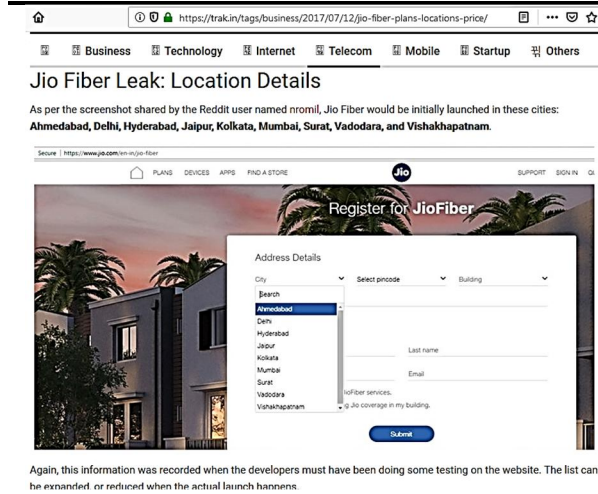 https://trak.in/tags/business/2017/07/12/jio-fiber-plans-locations-price/
Business Technology Internet Telecom Mobile Startup Others
Jio Fiber Leak: Location Details
As per the screenshot shared by the Reddit user named nromil, Jio Fiber would be initially launched in these cities:
Ahmedabad, Delhi, Hyderabad, Jaipur, Kolkata, Mumbai, Surat, Vadodara, and Vishakhapatnam.
Secure https://www.jio.com/en-in/jio-fiber
PLANS DEVICES APPS FIND A STORE Jio SUPPORT SIGN IN
Register for JioFiber
Address Details
City Select pincode Building
Search
Ahmedabad
Delhi
Hyderabad
Jaipur
Kolkata
Last name
Mumbai
Email
Surat
Vadodara
JioFiber services.
Vishakhapatnam
g Jio coverage in my building.
Submit
Again, this information was recorded when the developers must have been doing some testing on the website. The list can
be expanded, or reduced when the actual launch happens.